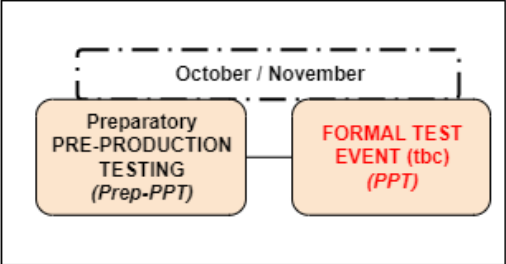 October / November
Preparatory
PRE-PRODUCTION
TESTING
(Prep-PPT)
FORMAL TEST
EVENT (tbc)
(PPT)